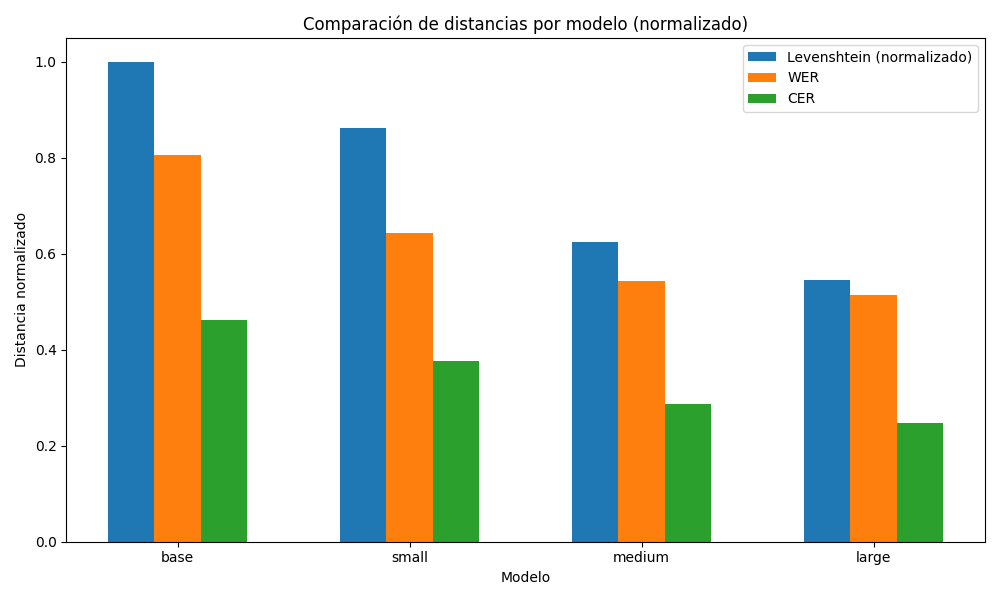 Comparación de distancias por modelo (normalizado)
Levenshtein (normalizado)
WER
CER
Distancia normalizado
1.0
0.8
0.6
0.4
0.2
0.0
base
small
medium
large
Modelo